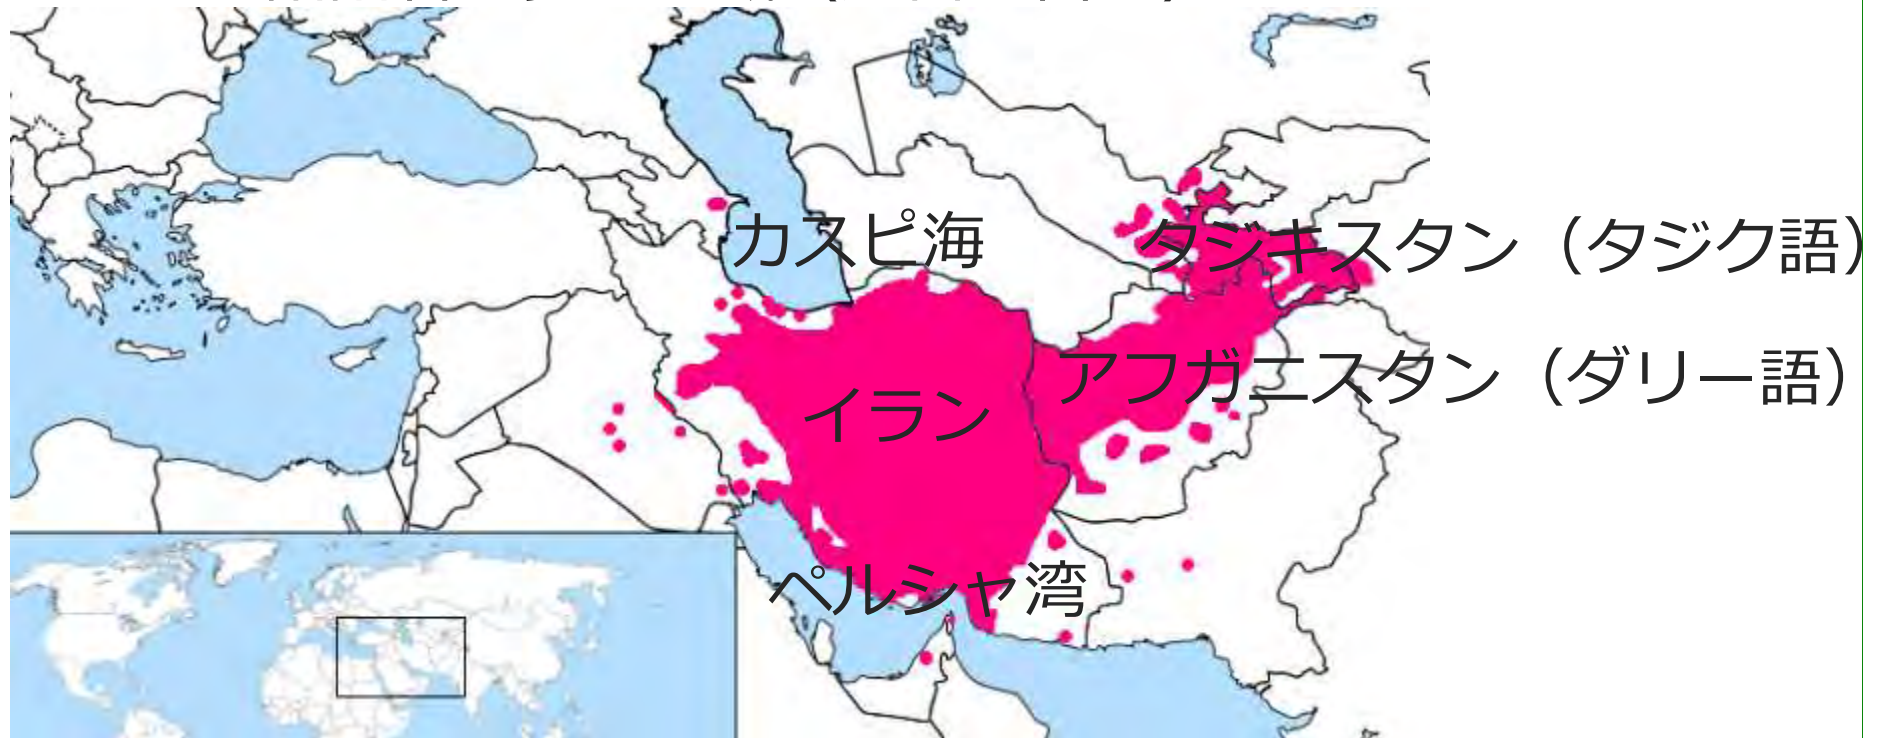 カスピ海
タジキスタン（タジク語）
アフガニスタン（ダリー語）
イラン
ペルシャ湾